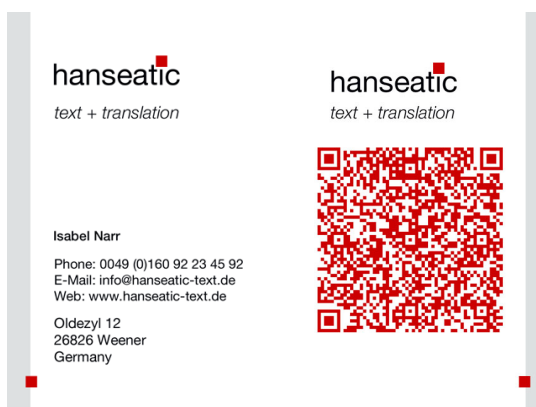 hanseatic
text + translation
Isabel Narr
Phone: 0049 (0)160 92 23 45 92
E-Mail: info@hanseatic-text.de
Web: www.hanseatic-text.de
Oldezyl 12
26826 Weener
Germany
hanseatic
text + translation